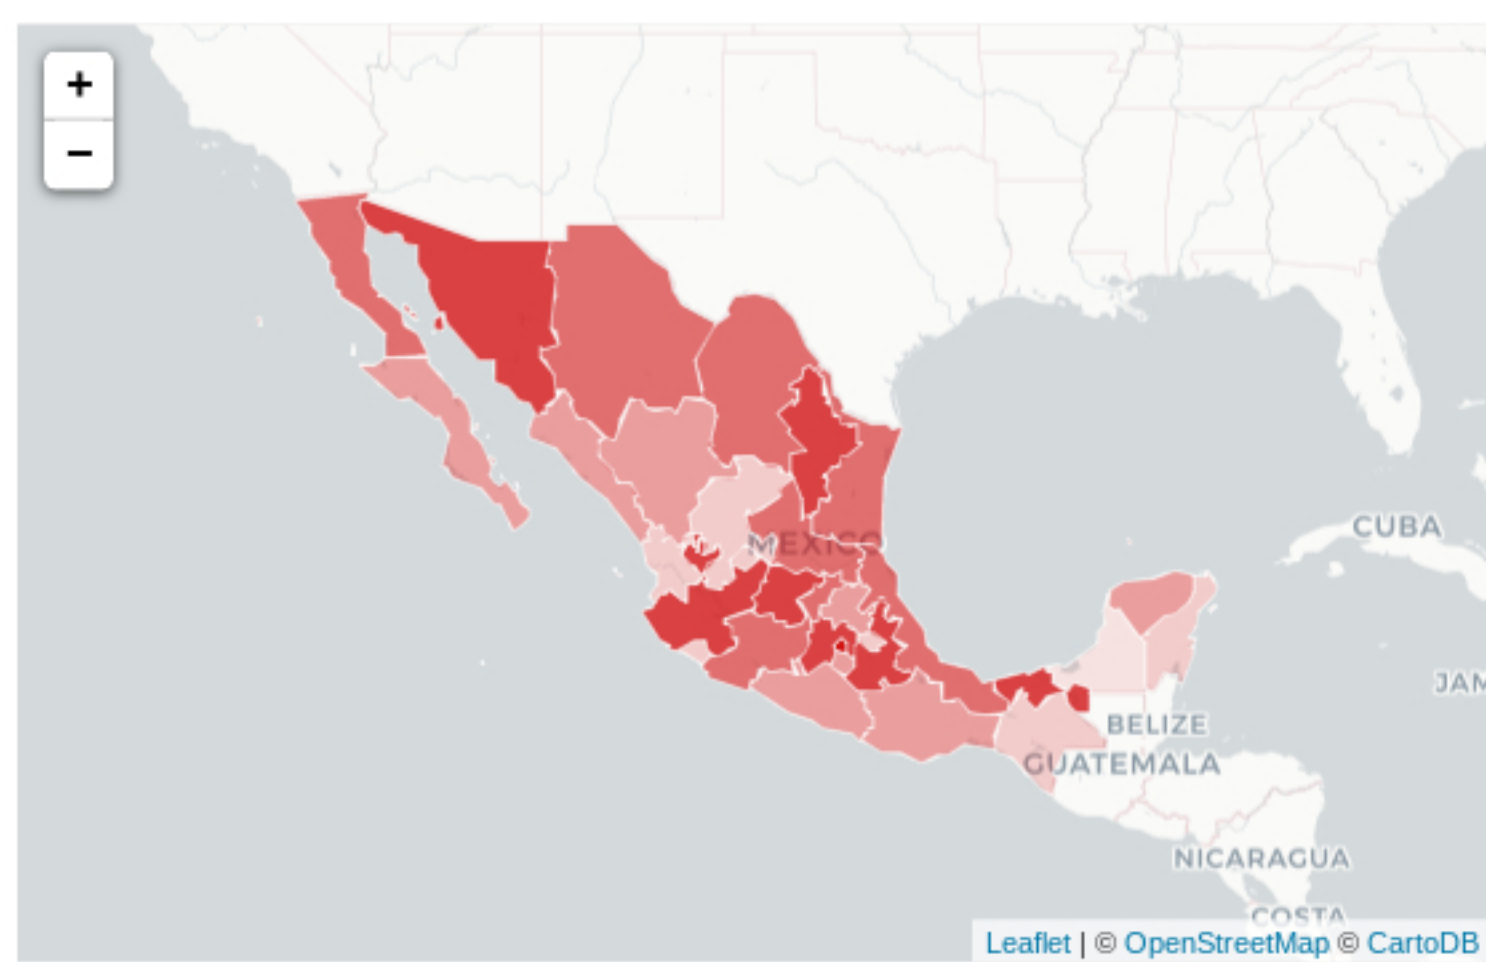 +
−
MEXICO
CUBA
JAM
BELIZE
GUATEMALA
NICARAGUA
COSTA
Leaflet | © OpenStreetMap © CartoDB